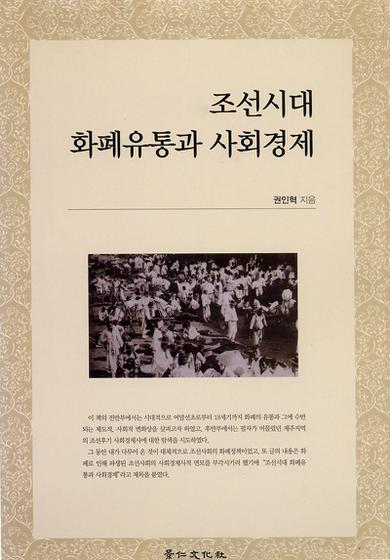 조선시대
화폐유통과 사회경제
권인혁 지음
이 책의 전반부에서는 시대적으로 여말선초로부터 18세기까지 화폐의 유통과 그에 수반
되는 제도적, 사회적 변화상을 살피고자 하였고, 후반부에서는 필자가 머물렀던 제주지역
의 조선후기 사회경제사에 대한 탐색을 시도하였다.
그 동안 내가 다루어 온 것이 대체적으로 조선사회의 화폐정책이었고, 또 글의 내용은 화
폐로 인해 파생된 조선사회의 사회경제사적 면모를 부각시키려 했기에 "조선시대 화폐유
통과 사회경제"라고 제목을 붙였다.
景仁文化社